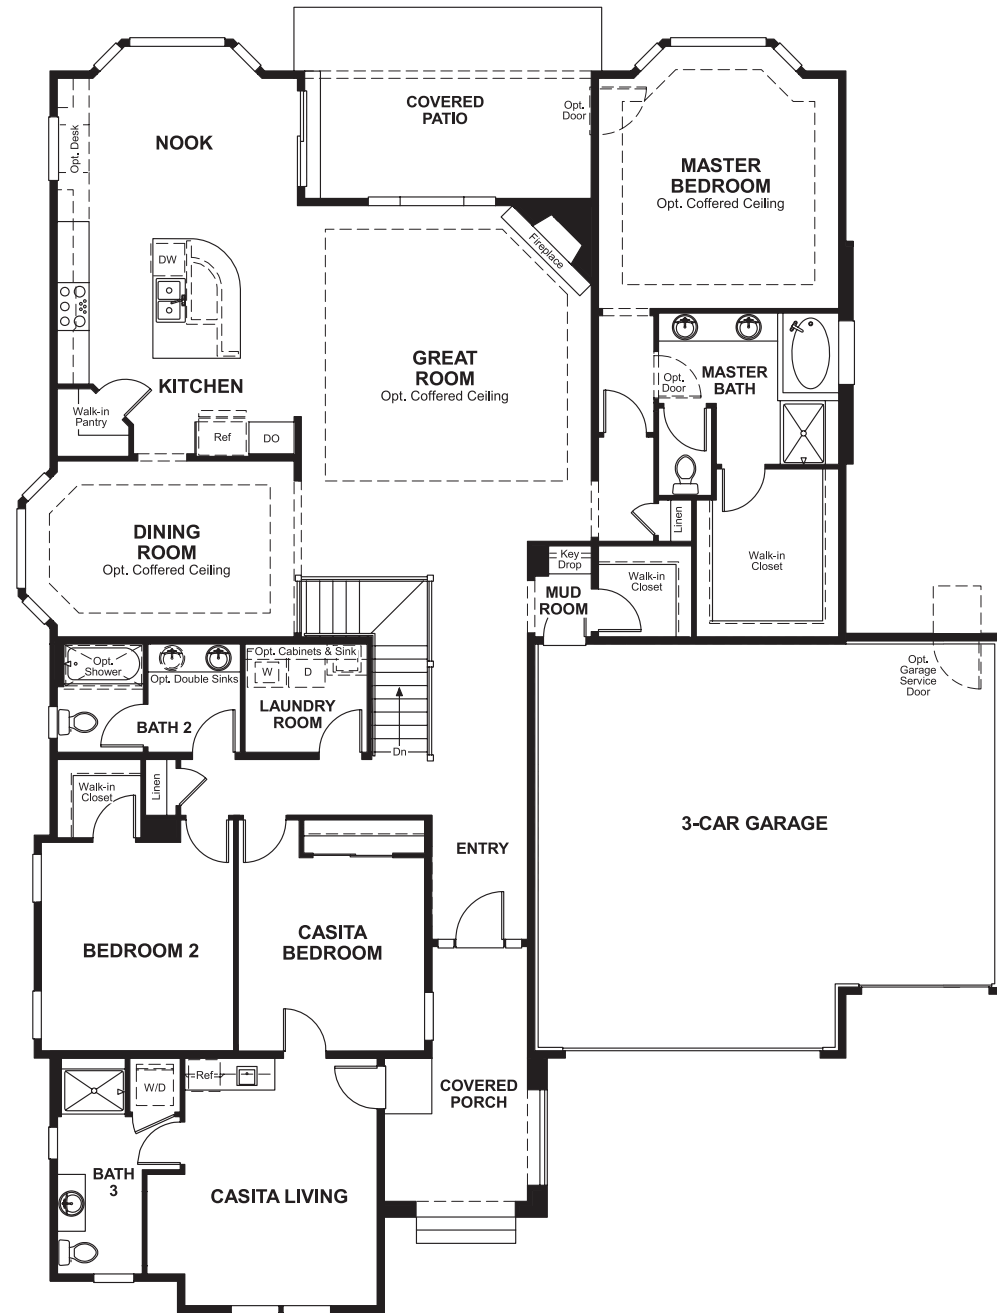 COVERED
PATIO
Opt.
Door
NOOK
Opt. Desk
MASTER
BEDROOM
Opt. Coffered Ceiling
Fireplace
DW
GREAT
ROOM
Opt. Coffered Ceiling
KITCHEN
Walk-in
Pantry
Ref
DO
MASTER
BATH
Opt.
Door
Linen
Walk-in
Closet
DINING
ROOM
Opt. Coffered Ceiling
Key
Drop
MUD
ROOM
Walk-in
Closet
Opt.
Shower
Opt. Double Sinks
Opt. Cabinets & Sink
W
D
LAUNDRY
ROOM
BATH 2
Dn
Opt.
Garage
Service
Door
Walk-in
Closet
Linen
3-CAR GARAGE
ENTRY
BEDROOM 2
CASITA
BEDROOM
W/D
Ref
COVERED
PORCH
BATH
3
CASITA LIVING